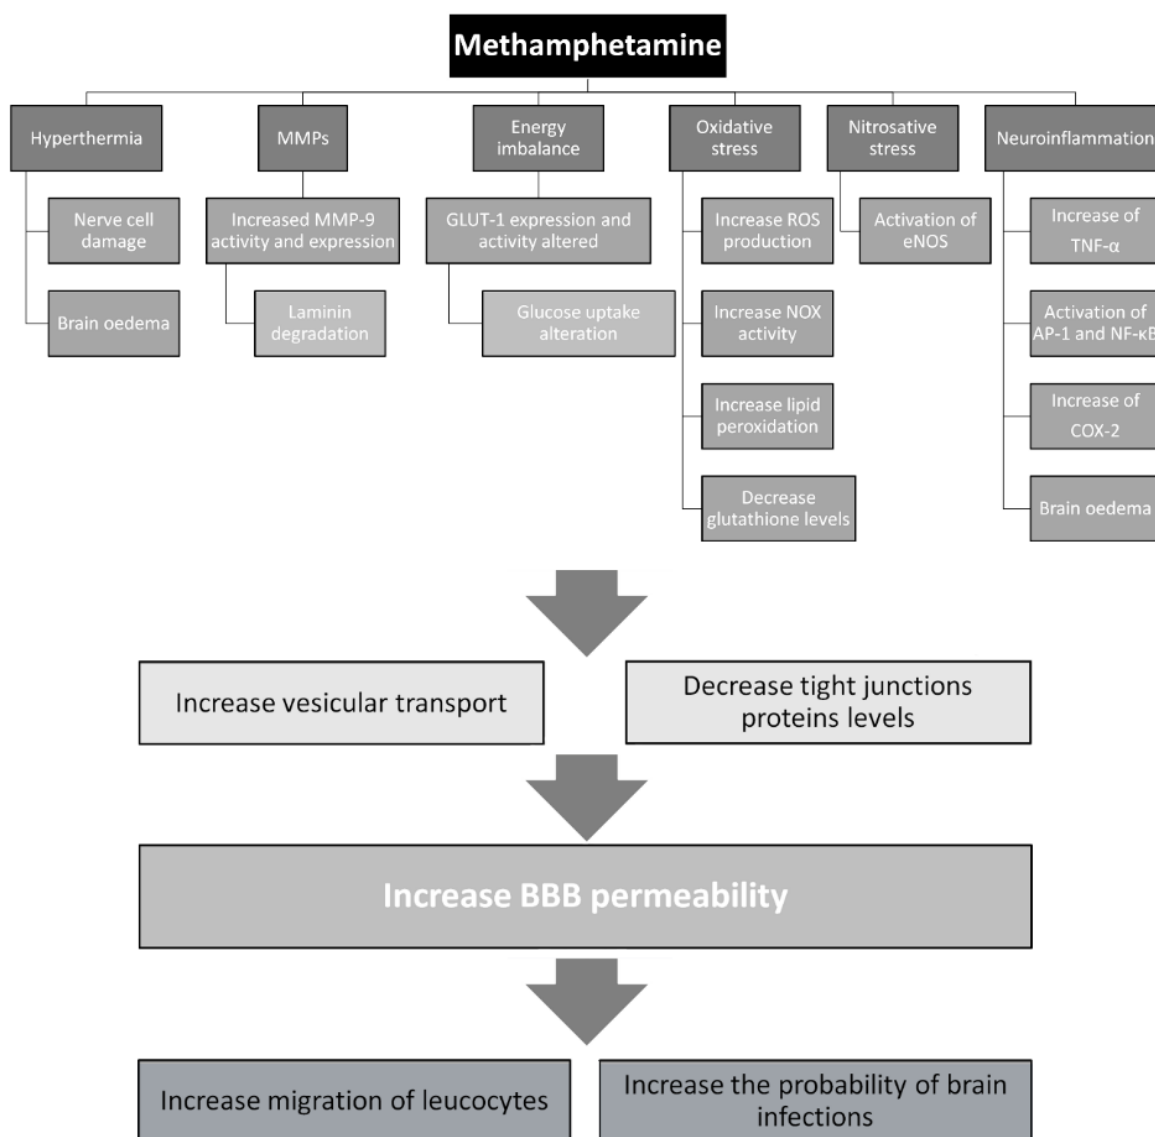 Methamphetamine
Hyperthermia
MMPs
Energy
imbalance
Oxidative
stress
Nitrosative
stress
Neuroinflammation
Nerve cell
damage
Brain oedema
Increased MMP-9
activity and expression
Laminin
degradation
GLUT-1 expression and
activity altered
Glucose uptake
alteration
Increase ROS
production
Increase NOX
activity
Increase lipid
peroxidation
Decrease
glutathione levels
Activation of
eNOS
Increase of
TNF-α
Activation of
AP-1 and NF-κB
Increase of
COX-2
Brain oedema
Increase vesicular transport
Decrease tight junctions
proteins levels
Increase BBB permeability
Increase migration of leucocytes
Increase the probability of brain
infections